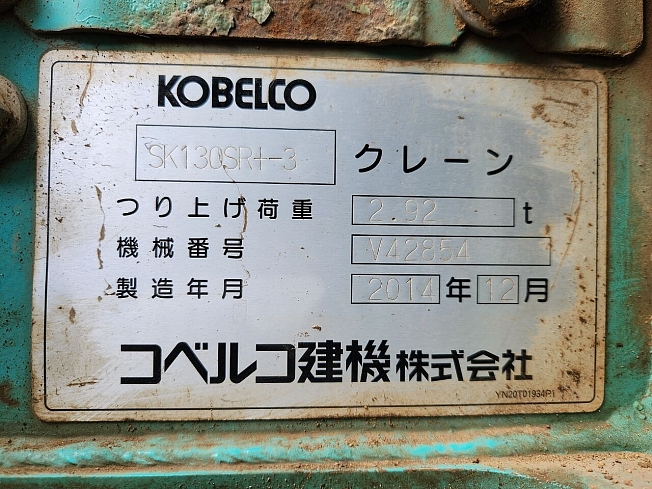 KOBELCO
SK130SR+-3 クレーン
つり上げ荷重 2.92 t
機械番号 V42854
製造年月 2014 年 12 月
コベルコ建機株式会社
YN20T01934P1